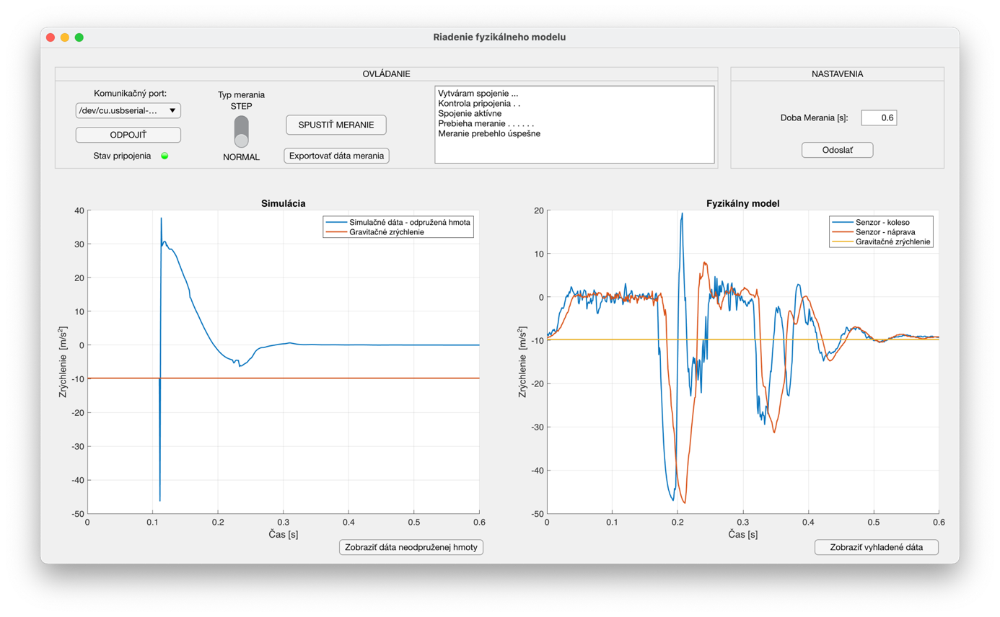 Riadenie fyzikálneho modelu
OVLÁDANIE
Komunikačný port:
/dev/cu.usbserial-...
ODPOJIŤ
Stav pripojenia
Typ merania
STEP
NORMAL
SPUSTIŤ MERANIE
Exportovať dáta merania
Vytváram spojenie ...
Kontrola pripojenia . .
Spojenie aktívne
Prebieha meranie . . . . . .
Meranie prebehlo úspešne
NASTAVENIA
Doba Merania [s]:
0.6
Odoslať
Simulácia
Simulačné dáta - odpružená hmota
Gravitačné zrýchlenie
40
30
20
10
0
-10
-20
-30
-40
-50
Zrýchlenie [m/s²]
0
0.1
0.2
0.3
0.4
0.5
0.6
Čas [s]
Zobraziť dáta neodpruženej hmoty
Fyzikálny model
Senzor - koleso
Senzor - náprava
Gravitačné zrýchlenie
20
10
0
-10
-20
-30
-40
-50
Zrýchlenie [m/s²]
0
0.1
0.2
0.3
0.4
0.5
0.6
Čas [s]
Zobraziť vyhladené dáta